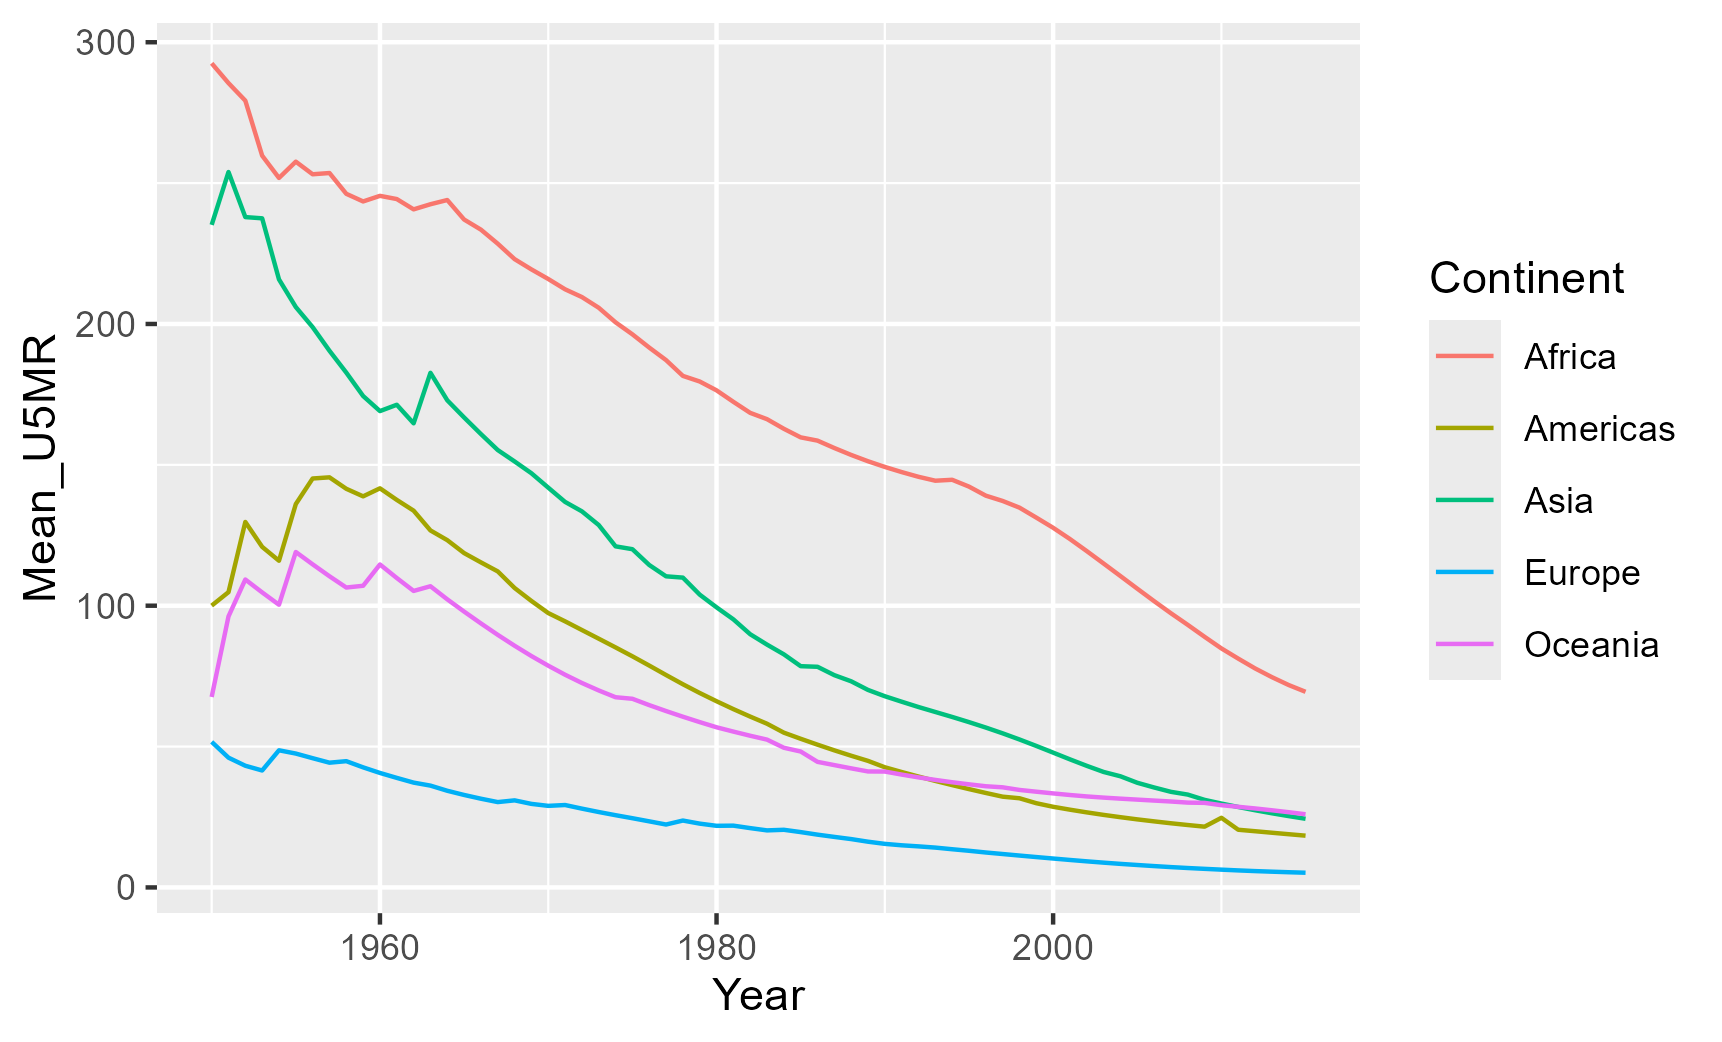 Mean_U5MR
300
200
100
0
1960 1980 2000
Year
Continent
Africa
Americas
Asia
Europe
Oceania